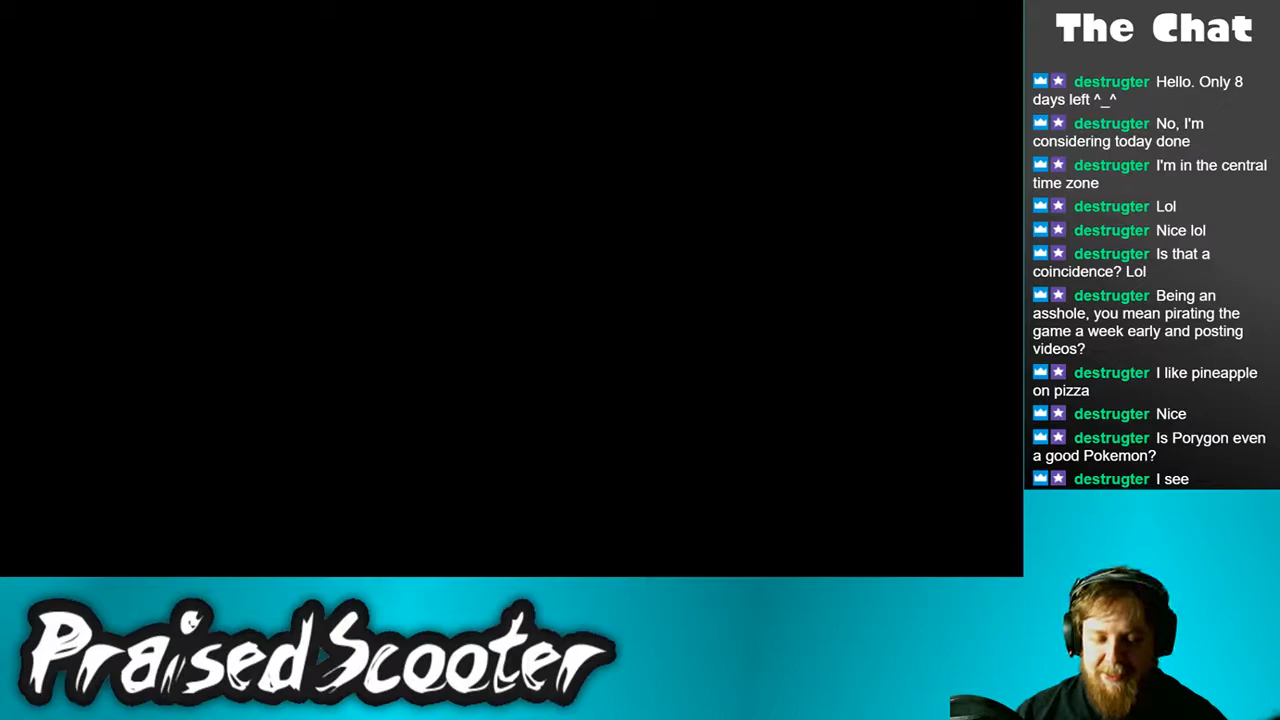 The Chat
destrugter Hello. Only 8
days left ^_^
destrugter No, I'm
considering today done
destrugter I'm in the central
time zone
destrugter Lol
destrugter Nice lol
destrugter Is that a
coincidence? Lol
destrugter Being an
asshole, you mean pirating the
game a week early and posting
videos?
destrugter I like pineapple
on pizza
destrugter Nice
destrugter Is Porygon even
a good Pokemon?
destrugter I see
PraisedScooter